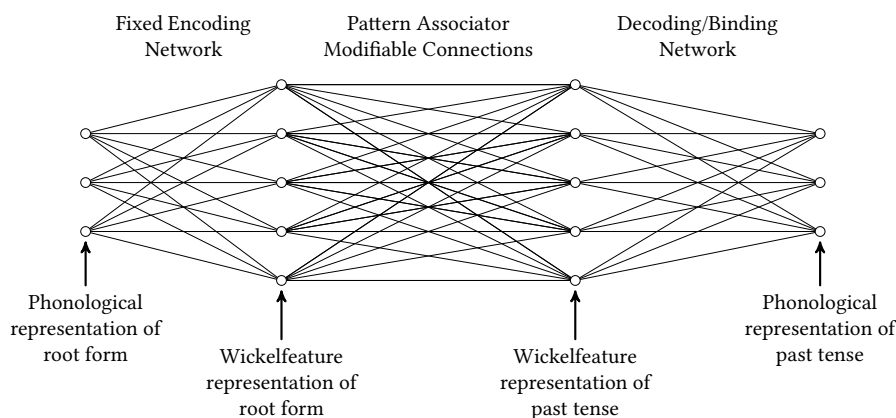 Fixed Encoding
Network
Pattern Associator
Modifiable Connections
Decoding/Binding
Network
Phonological
representation of
root form
Wickelfeature
representation of
root form
Wickelfeature
representation of
past tense
Phonological
representation of
past tense